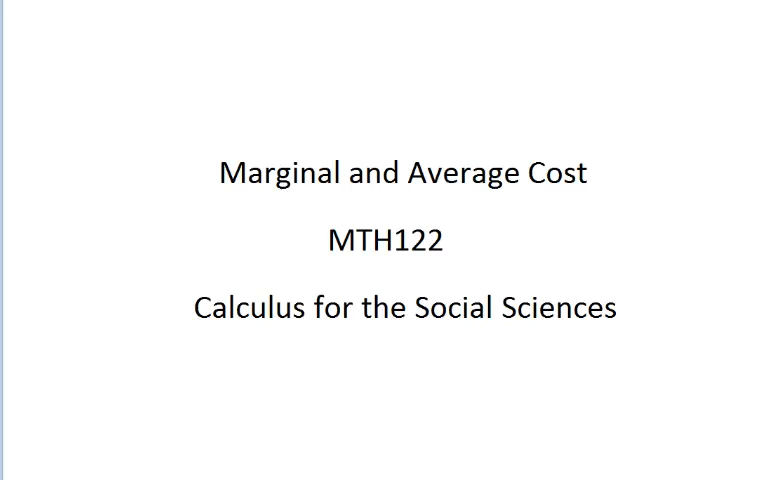 Marginal and Average Cost
MTH122
Calculus for the Social Sciences